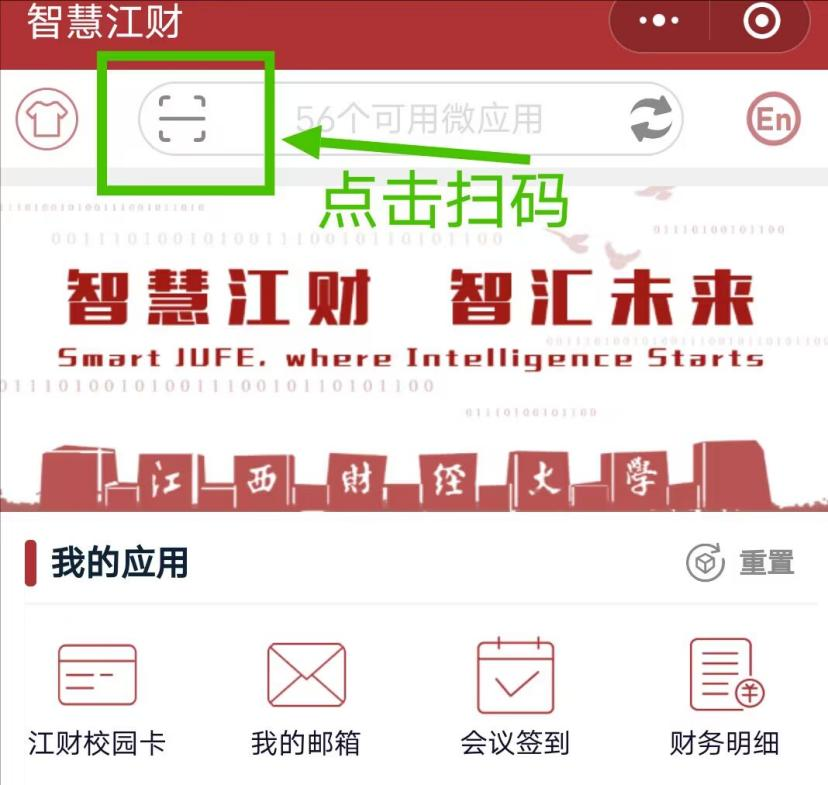 智慧江财
56个可用微应用
En
点击扫码
智慧江财 智汇未来
Smart JUFE, where Intelligence Starts
01110100101100
江西财经大学
我的应用
重置
江财校园卡 我的邮箱 会议签到 财务明细